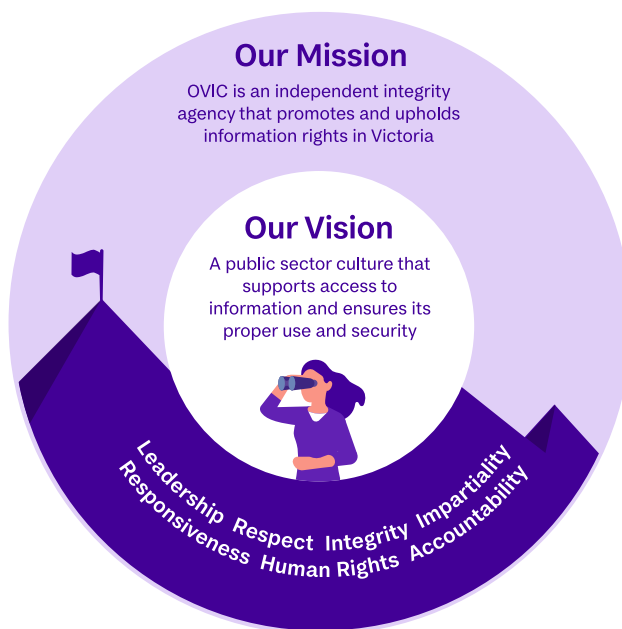 Our Mission
OVIC is an independent integrity
agency that promotes and upholds
information rights in Victoria
Our Vision
A public sector culture that
supports access to
information and ensures its
proper use and security
Leadership Respect Integrity Impartiality
Responsiveness Human Rights Accountability